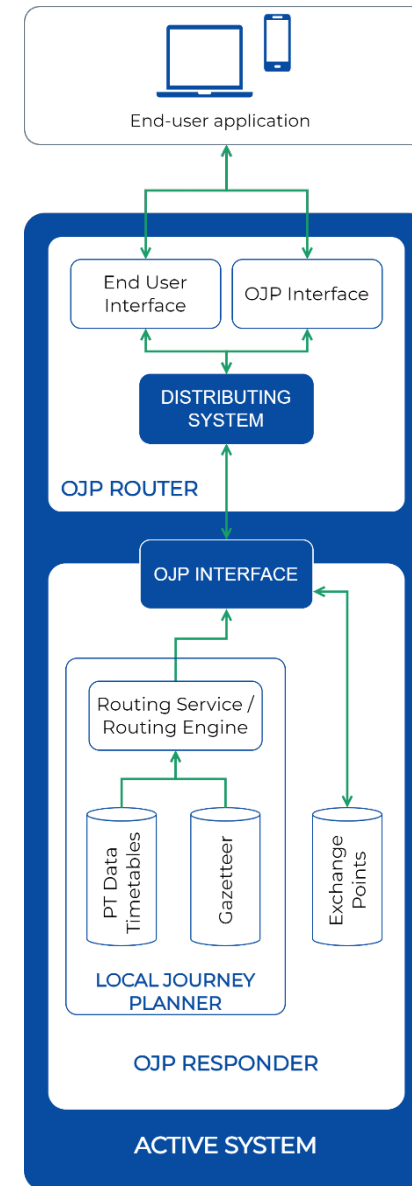 End-user application
End User
Interface
OJP Interface
DISTRIBUTING
SYSTEM
OJP ROUTER
OJP INTERFACE
Routing Service /
Routing Engine
PT Data
Timetables
Gazetteer
Exchange
Points
LOCAL JOURNEY
PLANNER
OJP RESPONDER
ACTIVE SYSTEM